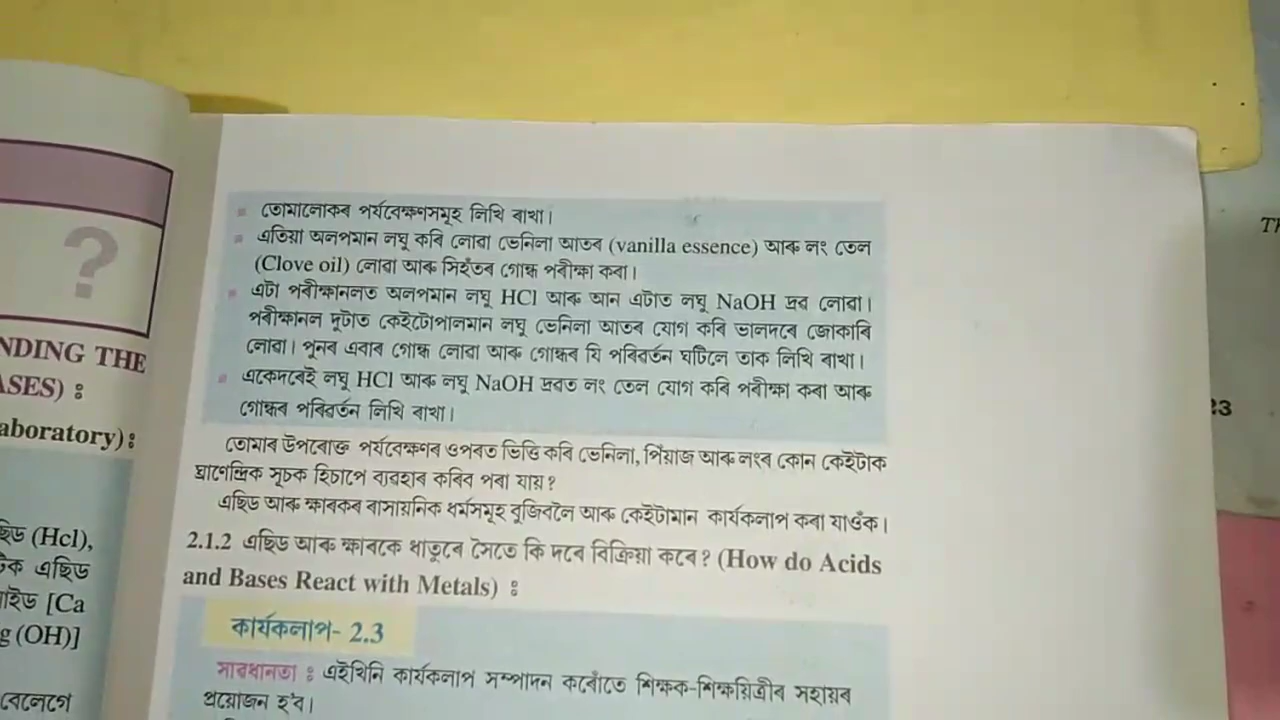 ?
NDING THE
ASES) ঃ
aboratory) ঃ
(Hcl),
এছিড
[Ca
(OH)]
বেলেগে
তোমালোকৰ পৰ্যবেক্ষণসমূহ লিখি ৰাখা।
এতিয়া অলপমান লঘু কৰি লোৱা ভেনিলা আতৰ (vanilla essence) আৰু লং তেল
(Clove oil) লোৱা আৰু সিহঁতৰ গোন্ধ পৰীক্ষা কৰা।
এটা পৰীক্ষানলত অলপমান লঘু HCl আৰু আন এটাত লঘু NaOH দ্ৰৱ লোৱা।
পৰীক্ষানল দুটাত কেইটোপালমান লঘু ভেনিলা আতৰ যোগ কৰি ভালদৰে জোকাৰি
লোৱা। পুনৰ এবাৰ গোন্ধ লোৱা আৰু গোন্ধৰ যি পৰিৱৰ্তন ঘটিলে তাক লিখি ৰাখা।
একেদৰেই লঘু HCl আৰু লঘু NaOH দ্ৰৱত লং তেল যোগ কৰি পৰীক্ষা কৰা আৰু
গোন্ধৰ পৰিৱৰ্তন লিখি ৰাখা।
তোমাৰ উপৰোক্ত পৰ্যবেক্ষণৰ ওপৰত ভিত্তি কৰি ভেনিলা, পিঁয়াজ আৰু লংৰ কোন কেইটাক
ঘ্ৰাণেন্দ্ৰিক সূচক হিচাপে ব্যৱহাৰ কৰিব পৰা যায়?
এছিড আৰু ক্ষাৰকৰ ৰাসায়নিক ধৰ্মসমূহ বুজিবলৈ আৰু কেইটামান কাৰ্যকলাপ কৰা যাওঁক।
2.1.2 এছিড আৰু ক্ষাৰকে ধাতুৰে সৈতে কি দৰে বিক্ৰিয়া কৰে? (How do Acids
and Bases React with Metals) ঃ
কাৰ্যকলাপ- 2.3
সাৱধানতা ঃ এইখিনি কাৰ্যকলাপ সম্পাদন কৰোঁতে শিক্ষক-শিক্ষয়িত্ৰীৰ সহায়ৰ
প্ৰয়োজন হ'ব।
23